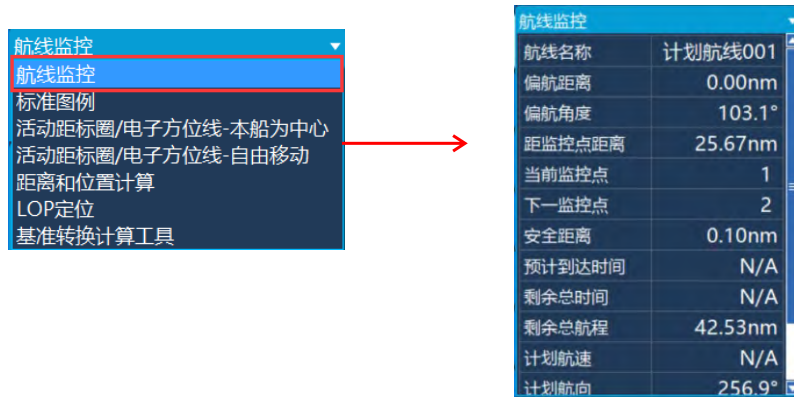 航线监控
航线监控
标准图例
活动距标圈/电子方位线-本船为中心
活动距标圈/电子方位线-自由移动
距离和位置计算
LOP定位
基准转换计算工具
航线监控
航线名称 计划航线001
偏航距离 0.00nm
偏航角度 103.1°
距监控点距离 25.67nm
当前监控点 1
下一监控点 2
安全距离 0.10nm
预计到达时间 N/A
剩余总时间 N/A
剩余总航程 42.53nm
计划航速 N/A
计划航向 256.9°